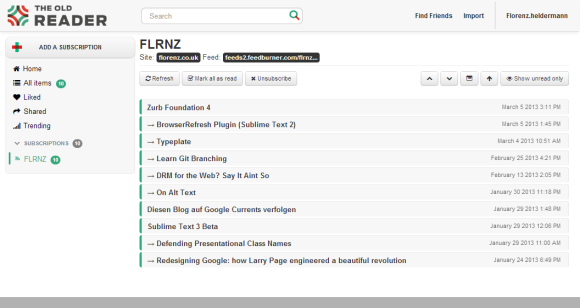 THE OLD
READER
Search
Find Friends Import Florenz.heldermann
ADD A SUBSCRIPTION
Home
All items 10
Liked
Shared
Trending
SUBSCRIPTIONS 10
FLRNZ 10
FLRNZ
Site: florenz.co.uk Feed: feeds2.feedburner.com/flrnz...
Refresh Mark all as read Unsubscribe Show unread only
Zurb Foundation 4 March 5 2013 3:11 PM
→ BrowserRefresh Plugin (Sublime Text 2) March 5 2013 1:45 PM
→ Typeplate March 4 2013 10:51 AM
→ Learn Git Branching February 25 2013 4:21 PM
→ DRM for the Web? Say It Aint So February 13 2013 2:05 PM
→ On Alt Text January 30 2013 11:18 PM
Diesen Blog auf Google Currents verfolgen January 29 2013 1:48 PM
Sublime Text 3 Beta January 29 2013 12:06 PM
→ Defending Presentational Class Names January 29 2013 11:00 AM
→ Redesigning Google: how Larry Page engineered a beautiful revolution January 24 2013 6:49 PM